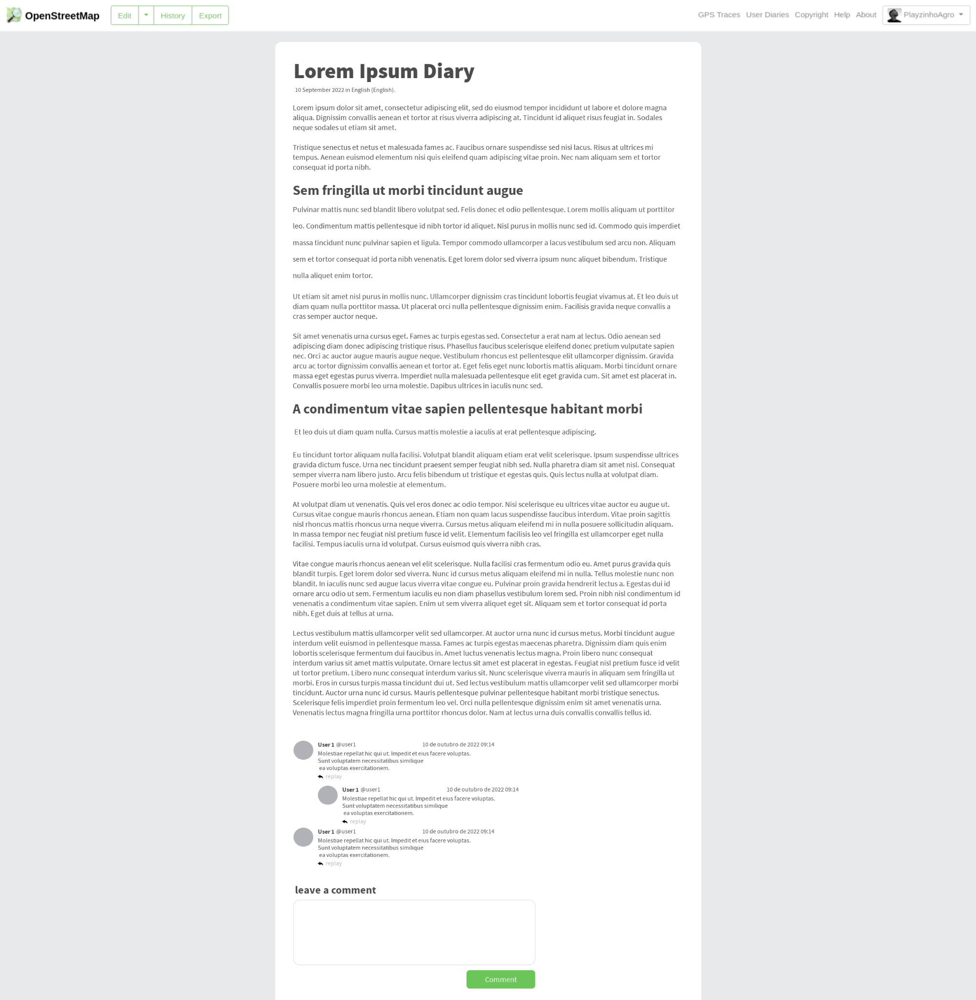 OpenStreetMap
Edit
History
Export
GPS Traces
User Diaries
Copyright
Help
About
PlayzinhoAgro
Lorem Ipsum Diary
10 September 2022 in English (English).
Lorem ipsum dolor sit amet, consectetur adipiscing elit, sed do eiusmod tempor incididunt ut labore et dolore magna
aliqua. Dignissim convallis aenean et tortor at risus viverra adipiscing at. Tincidunt id aliquet risus feugiat in. Sodales
neque sodales ut etiam sit amet.
Tristique senectus et netus et malesuada fames ac. Faucibus ornare suspendisse sed nisi lacus. Risus at ultrices mi
tempus. Aenean euismod elementum nisi quis eleifend quam adipiscing vitae proin. Nec nam aliquam sem et tortor
consequat id porta nibh.
Sem fringilla ut morbi tincidunt augue
Pulvinar mattis nunc sed blandit libero volutpat sed. Felis donec et odio pellentesque. Lorem mollis aliquam ut porttitor
leo. Condimentum mattis pellentesque id nibh tortor id aliquet. Nisl purus in mollis nunc sed id. Commodo quis imperdiet
massa tincidunt nunc pulvinar sapien et ligula. Tempor commodo ullamcorper a lacus vestibulum sed arcu non. Aliquam
sem et tortor consequat id porta nibh venenatis. Eget lorem dolor sed viverra ipsum nunc aliquet bibendum. Tristique
nulla aliquet enim tortor.
Ut etiam sit amet nisl purus in mollis nunc. Ullamcorper dignissim cras tincidunt lobortis feugiat vivamus at. Et leo duis ut
diam quam nulla porttitor massa. Ut placerat orci nulla pellentesque dignissim enim. Facilisis gravida neque convallis a
cras semper auctor neque.
Sit amet venenatis urna cursus eget. Fames ac turpis egestas sed. Consectetur a erat nam at lectus. Odio aenean sed
adipiscing diam donec adipiscing tristique risus. Phasellus faucibus scelerisque eleifend donec pretium vulputate sapien
nec. Orci ac auctor augue mauris augue neque. Vestibulum rhoncus est pellentesque elit ullamcorper dignissim. Gravida
arcu ac tortor dignissim convallis aenean et tortor at. Eget felis eget nunc lobortis mattis aliquam. Morbi tincidunt ornare
massa eget egestas purus viverra. Imperdiet nulla malesuada pellentesque elit eget gravida cum. Sit amet est placerat in.
Convallis posuere morbi leo urna molestie. Dapibus ultrices in iaculis nunc sed.
A condimentum vitae sapien pellentesque habitant morbi
Et leo duis ut diam quam nulla. Cursus mattis molestie a iaculis at erat pellentesque adipiscing.
Eu tincidunt tortor aliquam nulla facilisi. Volutpat blandit aliquam etiam erat velit scelerisque. Ipsum suspendisse ultrices
gravida dictum fusce. Urna nec tincidunt praesent semper feugiat nibh sed. Nulla pharetra diam sit amet nisl. Consequat
semper viverra nam libero justo. Arcu felis bibendum ut tristique et egestas quis. Quis lectus nulla at volutpat diam.
Posuere morbi leo urna molestie at elementum.
At volutpat diam ut venenatis. Quis vel eros donec ac odio tempor. Nisi scelerisque eu ultrices vitae auctor eu augue ut.
Cursus vitae congue mauris rhoncus aenean. Etiam non quam lacus suspendisse faucibus interdum. Vitae proin sagittis
nisl rhoncus mattis rhoncus urna neque viverra. Cursus metus aliquam eleifend mi in nulla posuere sollicitudin aliquam.
In massa tempor nec feugiat nisl pretium fusce id velit. Elementum facilisis leo vel fringilla est ullamcorper eget nulla
facilisi. Tempus iaculis urna id volutpat. Cursus euismod quis viverra nibh cras.
Vitae congue mauris rhoncus aenean vel elit scelerisque. Nulla facilisi cras fermentum odio eu. Amet purus gravida quis
blandit turpis. Eget lorem dolor sed viverra. Nunc id cursus metus aliquam eleifend mi in nulla. Tellus molestie nunc non
blandit. In iaculis nunc sed augue lacus viverra vitae congue eu. Pulvinar proin gravida hendrerit lectus a. Egestas dui id
ornare arcu odio ut sem. Fermentum iaculis eu non diam phasellus vestibulum lorem sed. Proin nibh nisl condimentum id
venenatis a condimentum vitae sapien. Enim ut sem viverra aliquet eget sit. Aliquam sem et tortor consequat id porta
nibh. Eget duis at tellus at urna.
Lectus vestibulum mattis ullamcorper velit sed ullamcorper. At auctor urna nunc id cursus metus. Morbi tincidunt augue
interdum velit euismod in pellentesque massa. Fames ac turpis egestas maecenas pharetra. Dignissim diam quis enim
lobortis scelerisque fermentum dui faucibus in. Amet luctus venenatis lectus magna. Proin libero nunc consequat
interdum varius sit amet mattis vulputate. Ornare lectus sit amet est placerat in egestas. Feugiat nisl pretium fusce id velit
ut tortor pretium. Libero nunc consequat interdum varius sit. Nunc scelerisque viverra mauris in aliquam sem fringilla ut
morbi. Eros in cursus turpis massa tincidunt dui ut. Sed lectus vestibulum mattis ullamcorper velit sed ullamcorper morbi
tincidunt. Auctor urna nunc id cursus. Mauris pellentesque pulvinar pellentesque habitant morbi tristique senectus.
Scelerisque felis imperdiet proin fermentum leo vel. Orci nulla pellentesque dignissim enim sit amet venenatis urna.
Venenatis lectus magna fringilla urna porttitor rhoncus dolor. Nam at lectus urna duis convallis convallis tellus id.
User 1 @user1 10 de outubro de 2022 09:14
Molestiae repellat hic qui ut. Impedit et eius facere voluptas.
Sunt voluptatem necessitatibus similique
ea voluptas exercitationem.
replay
User 1 @user1 10 de outubro de 2022 09:14
Molestiae repellat hic qui ut. Impedit et eius facere voluptas.
Sunt voluptatem necessitatibus similique
ea voluptas exercitationem.
replay
User 1 @user1 10 de outubro de 2022 09:14
Molestiae repellat hic qui ut. Impedit et eius facere voluptas.
Sunt voluptatem necessitatibus similique
ea voluptas exercitationem.
replay
leave a comment
Comment